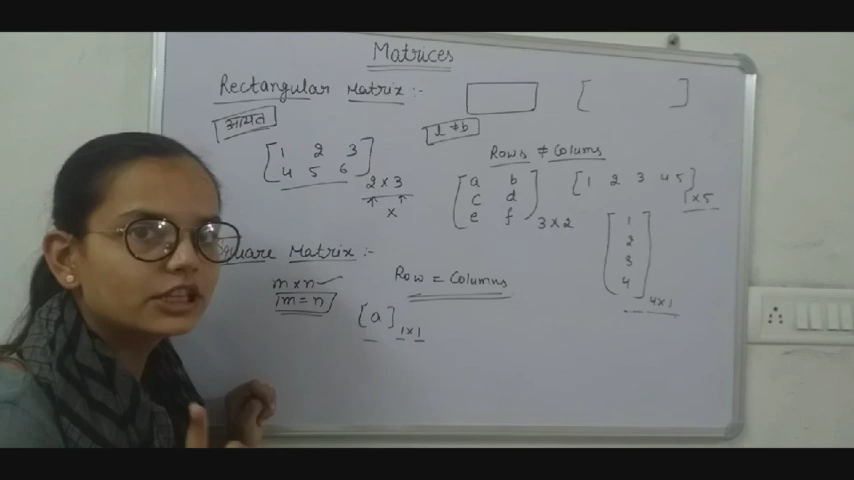 Matrices
Rectangular Matrix :-
आयत
l ≠ b
Rows ≠ Columns
[1 2 3
4 5 6]
2 × 3
×
[a b
c d
e f] 3×2
[1 2 3 4 5] 1×5
[1
2
3
4] 4×1
Square Matrix :-
m × n ✓
m = n
Row = Columns
[a] 1×1